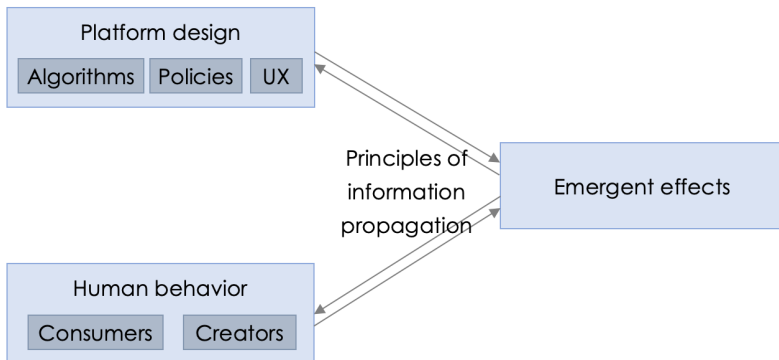 Platform design
Algorithms
Policies
UX
Principles of
information
propagation
Emergent effects
Human behavior
Consumers
Creators